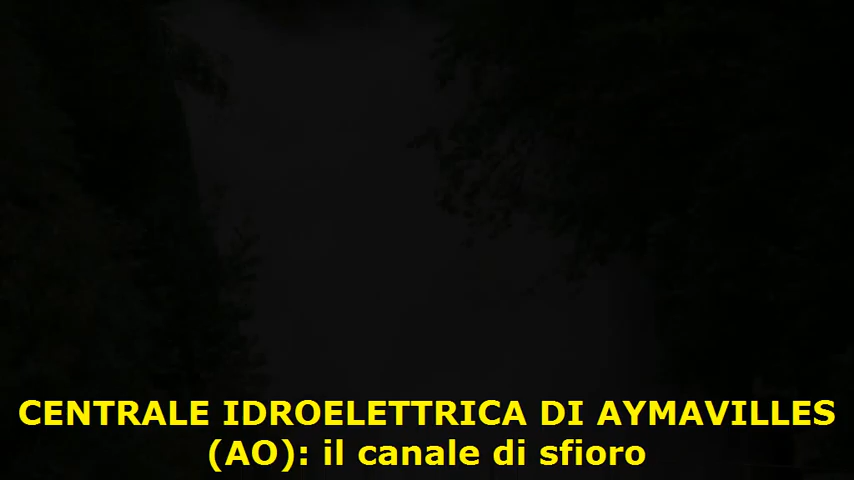 CENTRALE IDROELETTRICA DI AYMAVILLES
(AO): il canale di sfioro